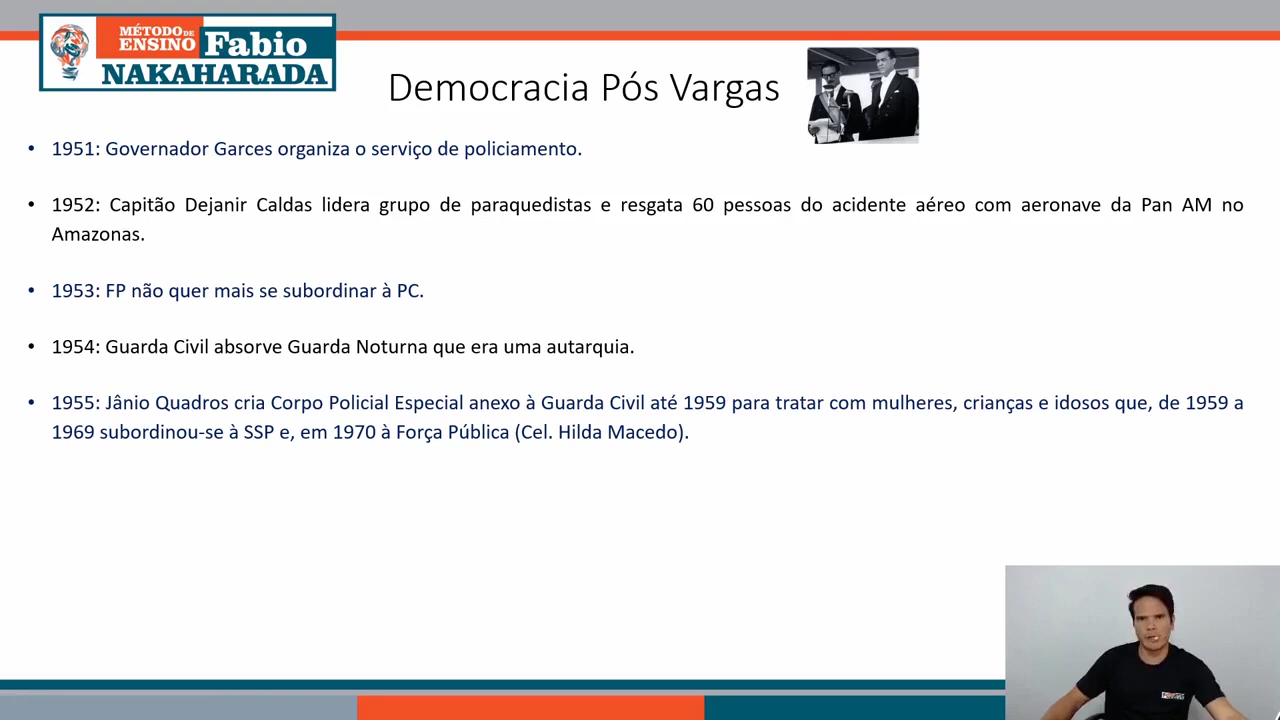 MÉTODO DE
ENSINO Fabio
NAKAHARADA
Democracia Pós Vargas
• 1951: Governador Garces organiza o serviço de policiamento.
• 1952: Capitão Dejanir Caldas lidera grupo de paraquedistas e resgata 60 pessoas do acidente aéreo com aeronave da Pan AM no
Amazonas.
• 1953: FP não quer mais se subordinar à PC.
• 1954: Guarda Civil absorve Guarda Noturna que era uma autarquia.
• 1955: Jânio Quadros cria Corpo Policial Especial anexo à Guarda Civil até 1959 para tratar com mulheres, crianças e idosos que, de 1959 a
1969 subordinou-se à SSP e, em 1970 à Força Pública (Cel. Hilda Macedo).